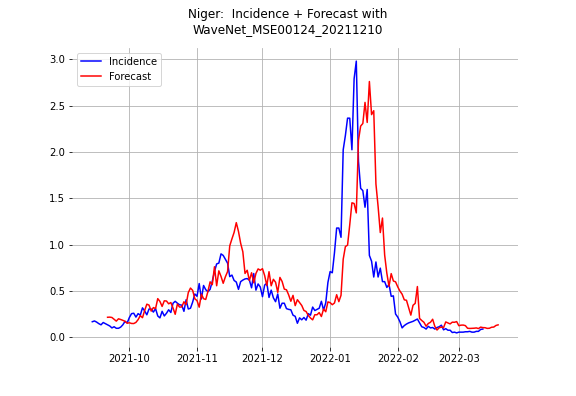 Niger:  Incidence + Forecast with
WaveNet_MSE00124_20211210
Incidence
Forecast
3.0
2.5
2.0
1.5
1.0
0.5
0.0
2021-10 2021-11 2021-12 2022-01 2022-02 2022-03